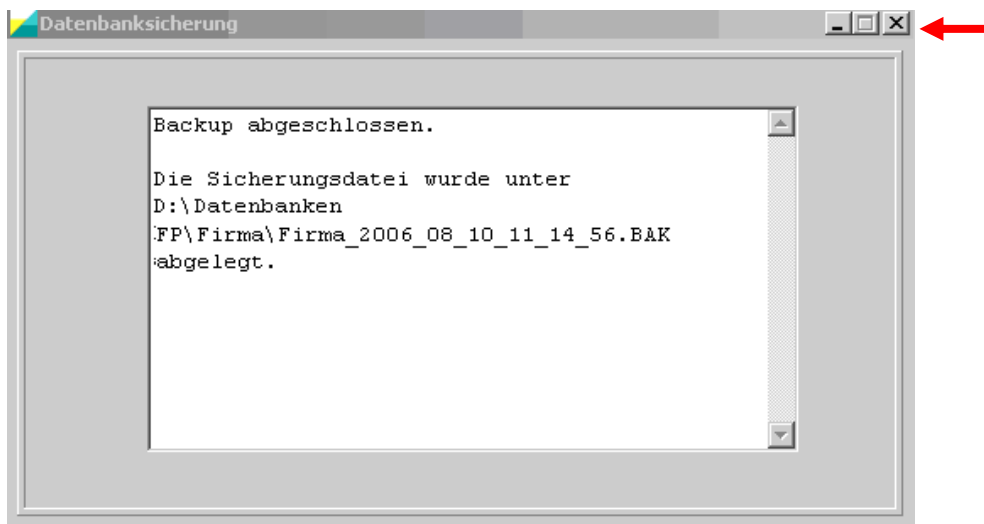 Datenbanksicherung
Backup abgeschlossen.
Die Sicherungsdatei wurde unter
D:\Datenbanken
FP\Firma\Firma_2006_08_10_11_14_56.BAK
abgelegt.